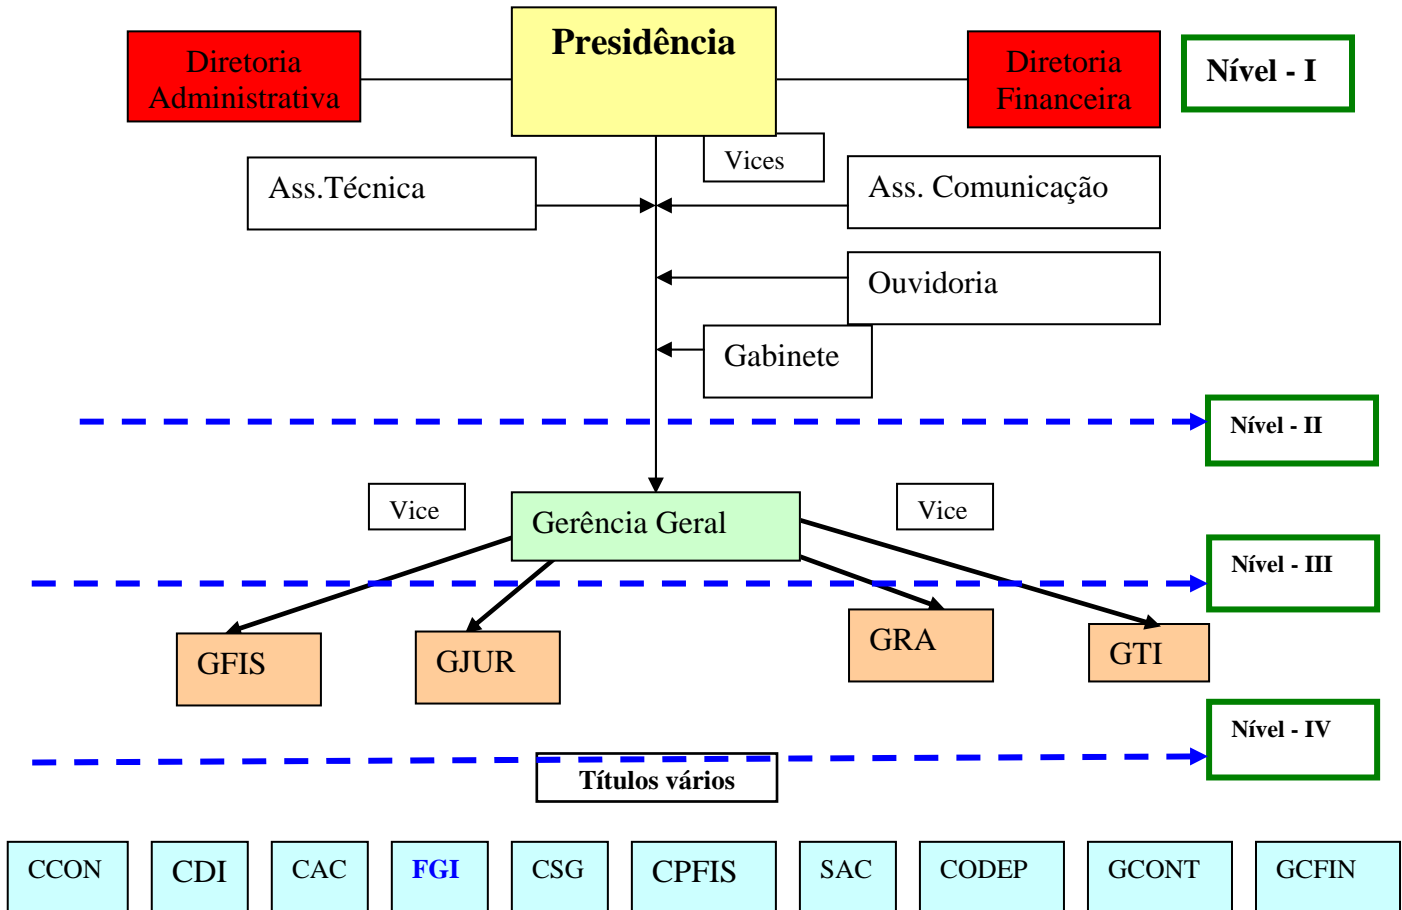 Presidência
Diretoria
Administrativa
Diretoria
Financeira
Nível - I
Vices
Ass.Técnica
Ass. Comunicação
Ouvidoria
Gabinete
Nível - II
Vice
Gerência Geral
Vice
Nível - III
GFIS
GJUR
GRA
GTI
Nível - IV
Títulos vários
CCON
CDI
CAC
FGI
CSG
CPFIS
SAC
CODEP
GCONT
GCFIN